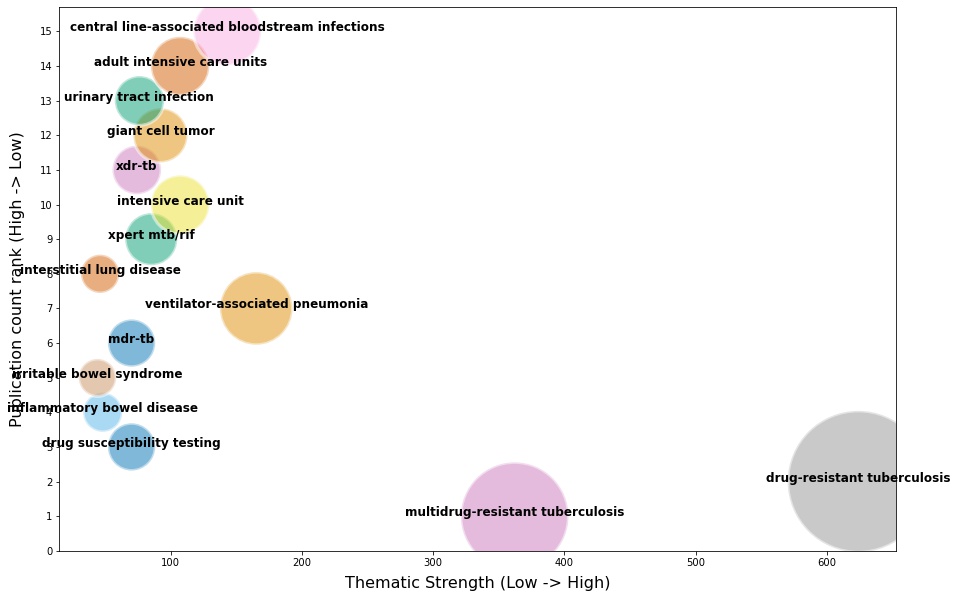 15
central line-associated bloodstream infections
14
adult intensive care units
13
urinary tract infection
12
giant cell tumor
11
xdr-tb
10
intensive care unit
9
xpert mtb/rif
8
interstitial lung disease
7
ventilator-associated pneumonia
6
mdr-tb
5
irritable bowel syndrome
4
inflammatory bowel disease
3
drug susceptibility testing
2
drug-resistant tuberculosis
1
multidrug-resistant tuberculosis
0
Publication count rank (High -> Low)
100 200 300 400 500 600
Thematic Strength (Low -> High)